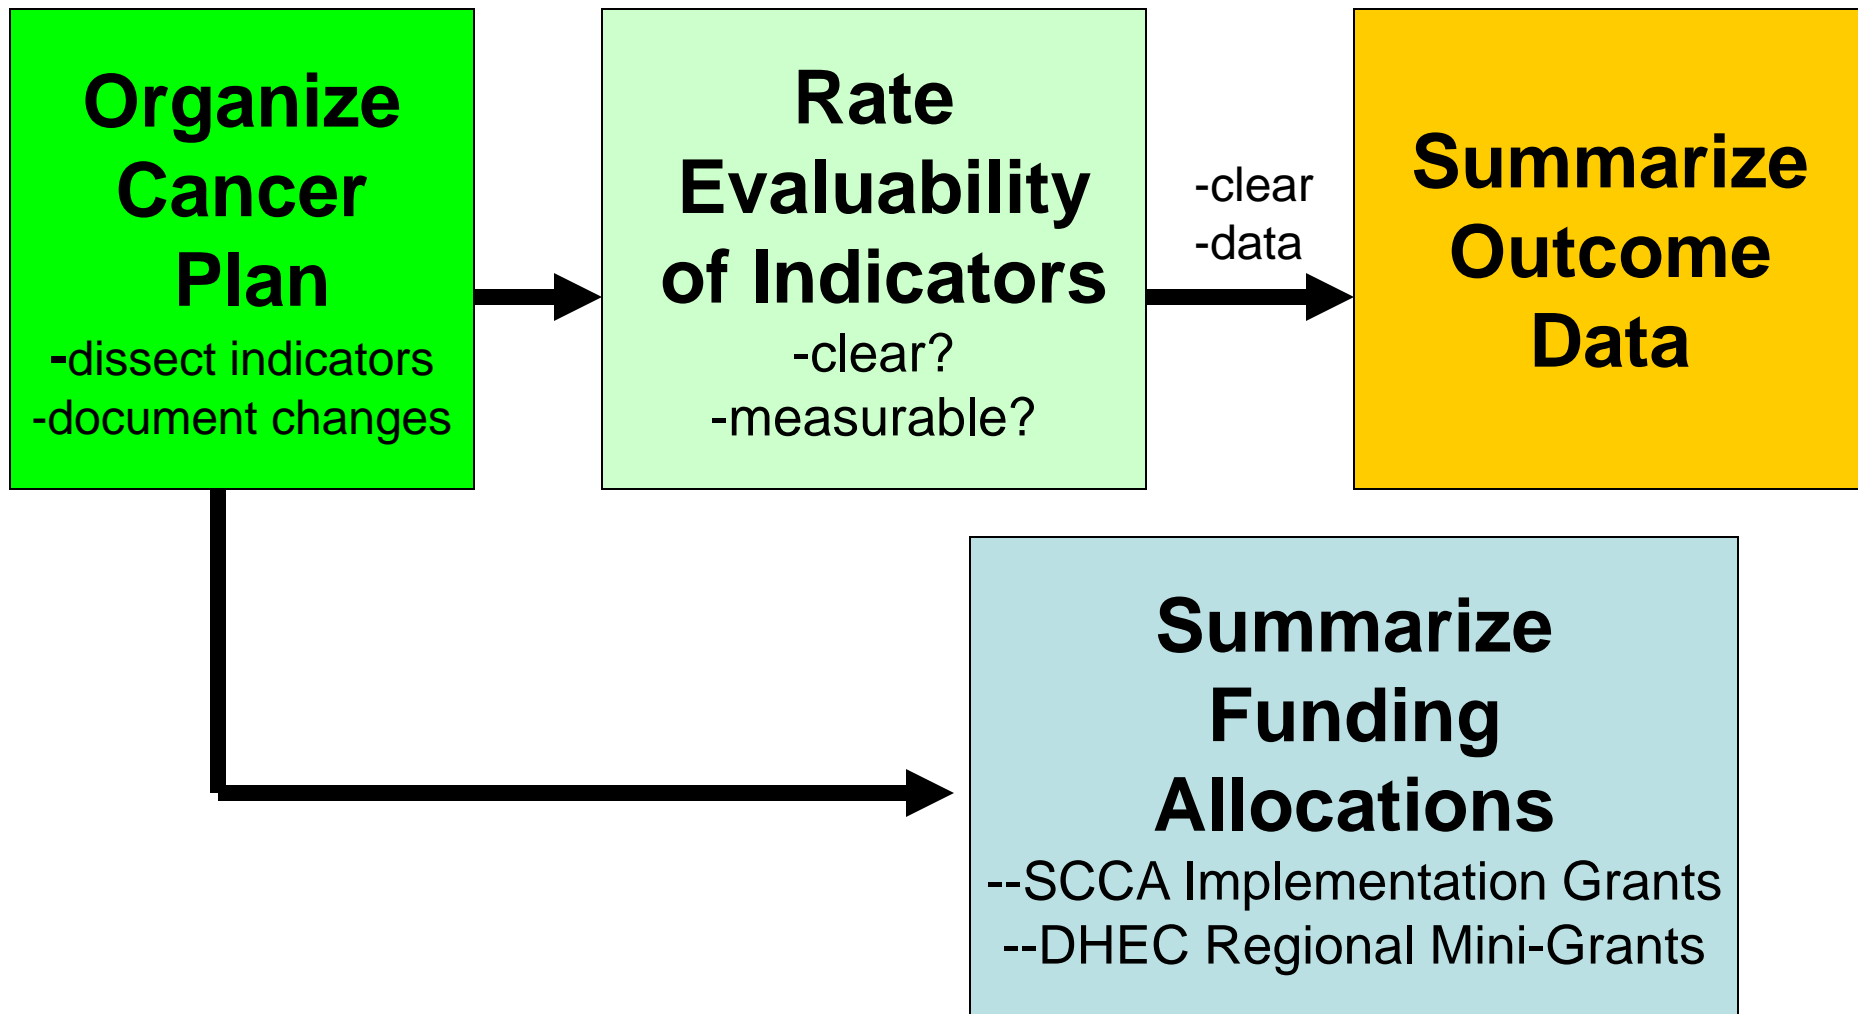 Organize
Cancer
Plan
-dissect indicators
-document changes
Rate
Evaluability
of Indicators
-clear?
-measurable?
-clear
-data
Summarize
Outcome
Data
Summarize
Funding
Allocations
--SCCA Implementation Grants
--DHEC Regional Mini-Grants